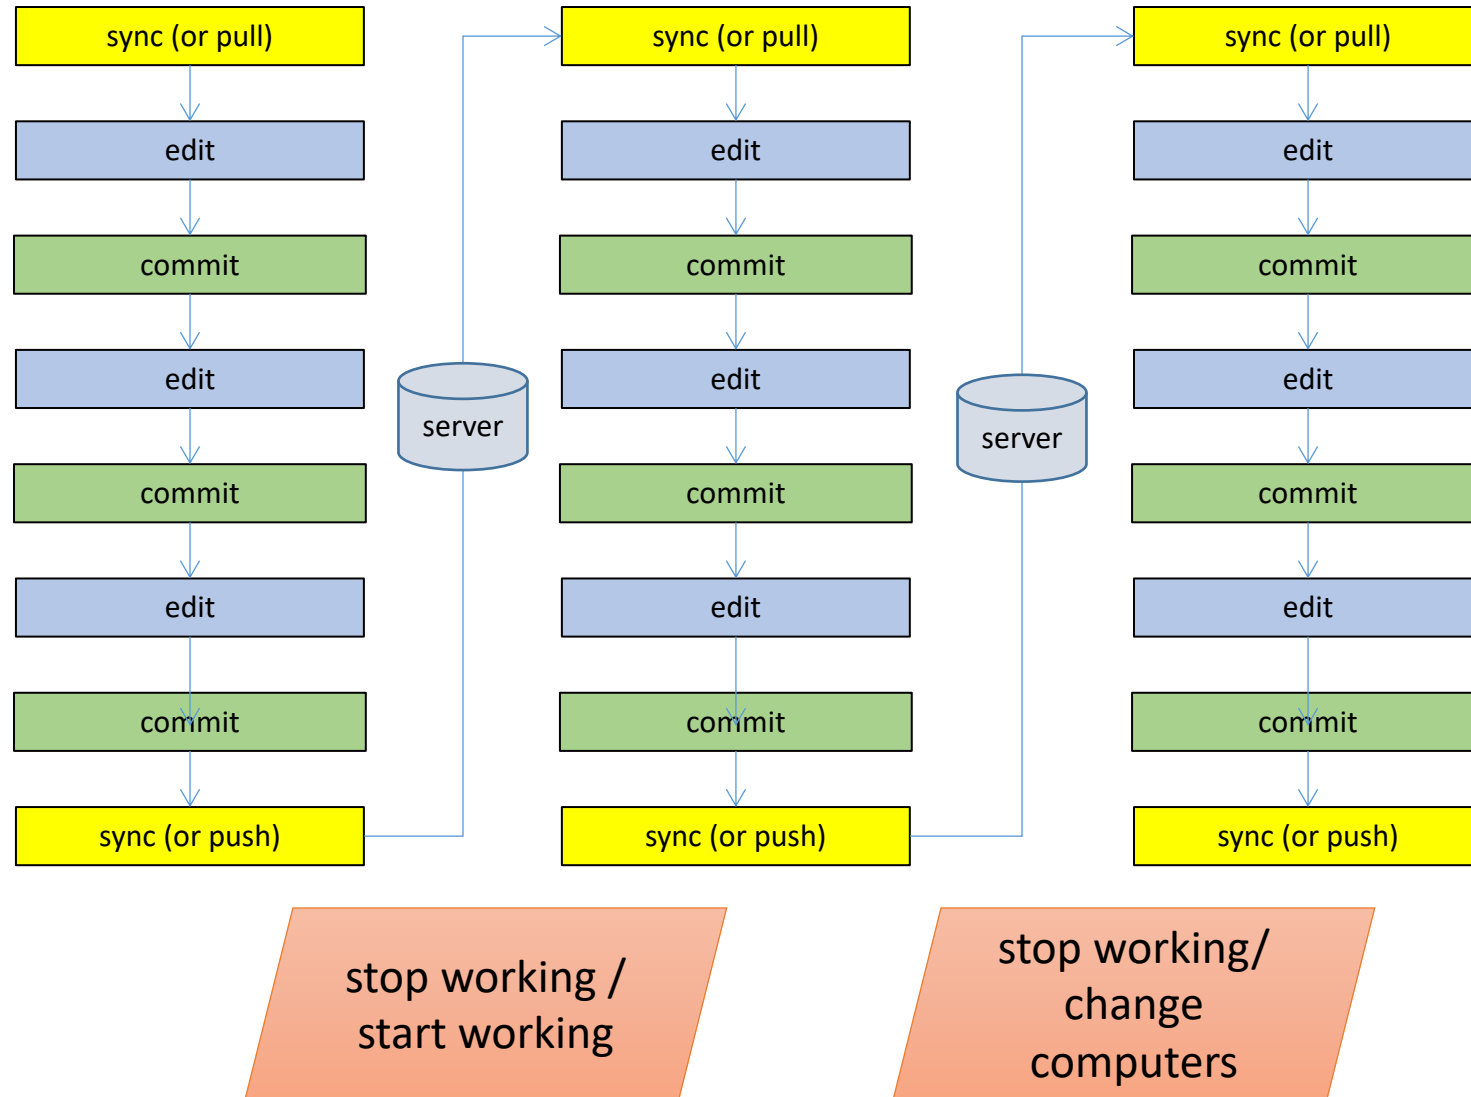 sync (or pull)
edit
commit
edit
commit
edit
commit
sync (or push)
server
sync (or pull)
edit
commit
edit
commit
edit
commit
sync (or push)
server
sync (or pull)
edit
commit
edit
commit
edit
commit
sync (or push)
stop working /
start working
stop working/
change
computers